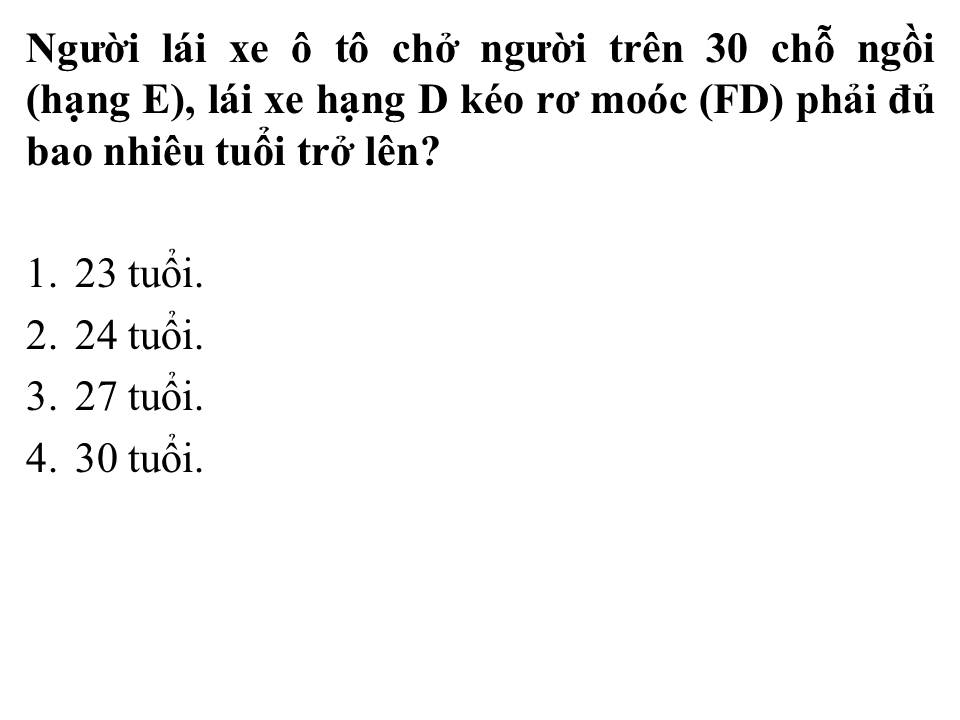 Người lái xe ô tô chở người trên 30 chỗ ngồi
(hạng E), lái xe hạng D kéo rơ moóc (FD) phải đủ
bao nhiêu tuổi trở lên?
1. 23 tuổi.
2. 24 tuổi.
3. 27 tuổi.
4. 30 tuổi.